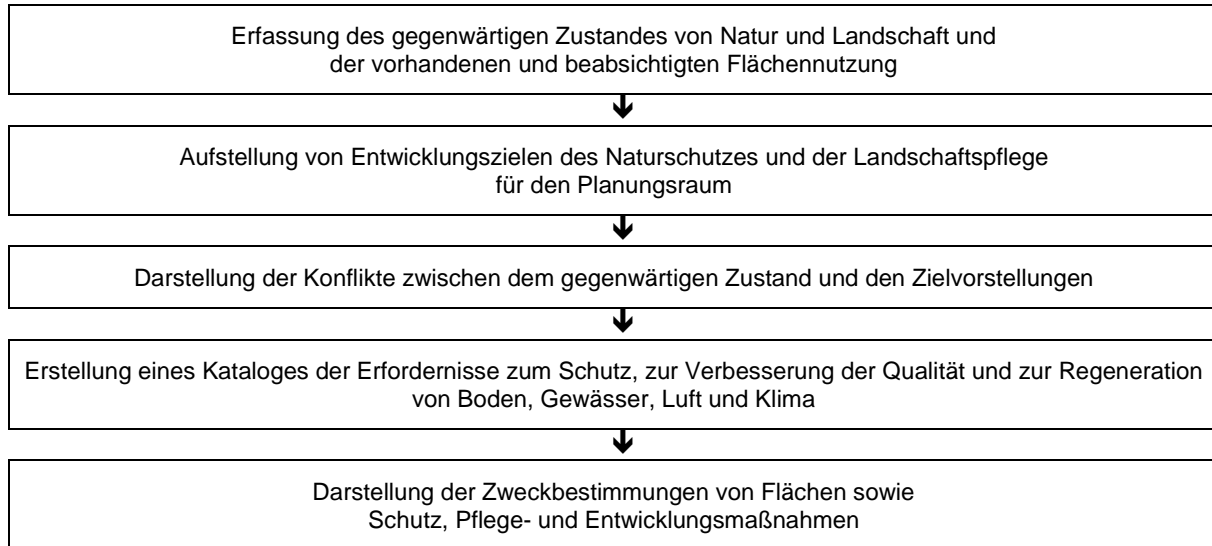 Erfassung des gegenwärtigen Zustandes von Natur und Landschaft und
der vorhandenen und beabsichtigten Flächennutzung
Aufstellung von Entwicklungszielen des Naturschutzes und der Landschaftspflege
für den Planungsraum
Darstellung der Konflikte zwischen dem gegenwärtigen Zustand und den Zielvorstellungen
Erstellung eines Kataloges der Erfordernisse zum Schutz, zur Verbesserung der Qualität und zur Regeneration
von Boden, Gewässer, Luft und Klima
Darstellung der Zweckbestimmungen von Flächen sowie
Schutz, Pflege- und Entwicklungsmaßnahmen